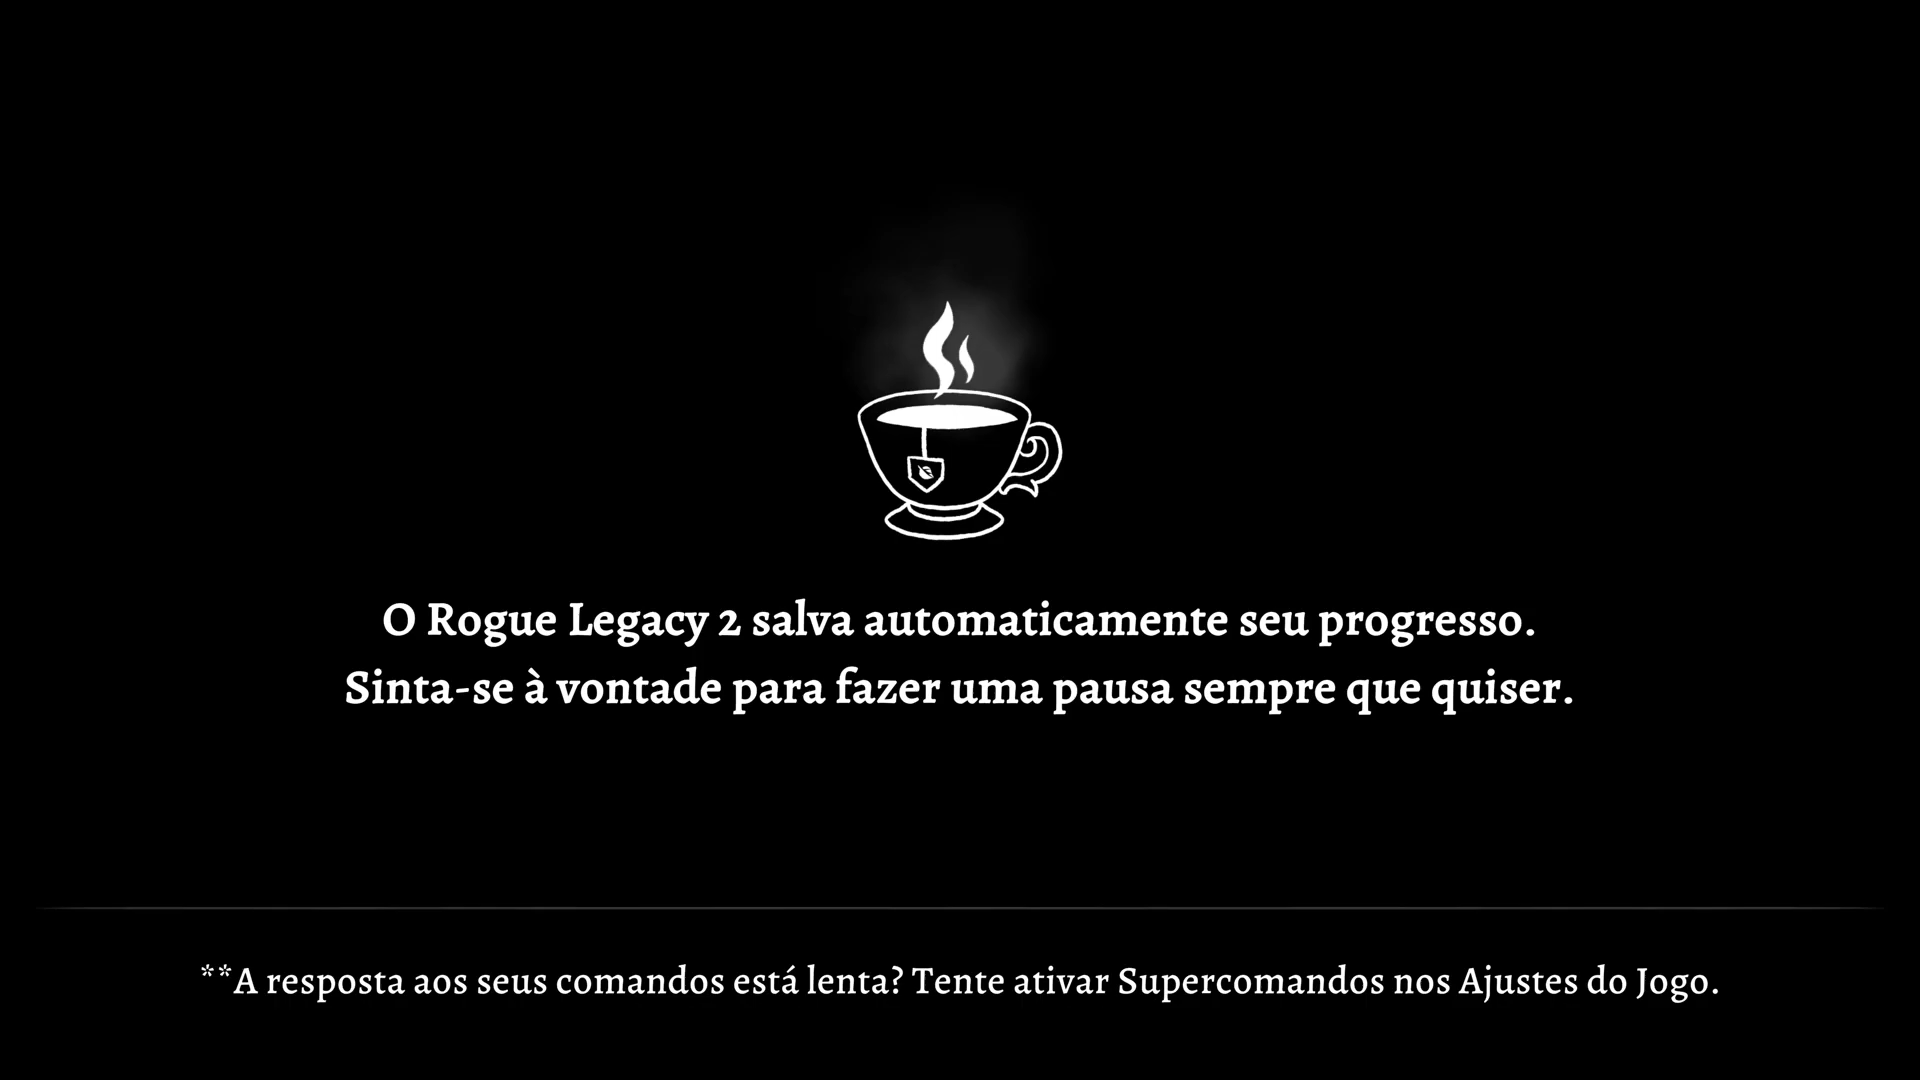 O Rogue Legacy 2 salva automaticamente seu progresso.
Sinta-se à vontade para fazer uma pausa sempre que quiser.
**A resposta aos seus comandos está lenta? Tente ativar Supercomandos nos Ajustes do Jogo.